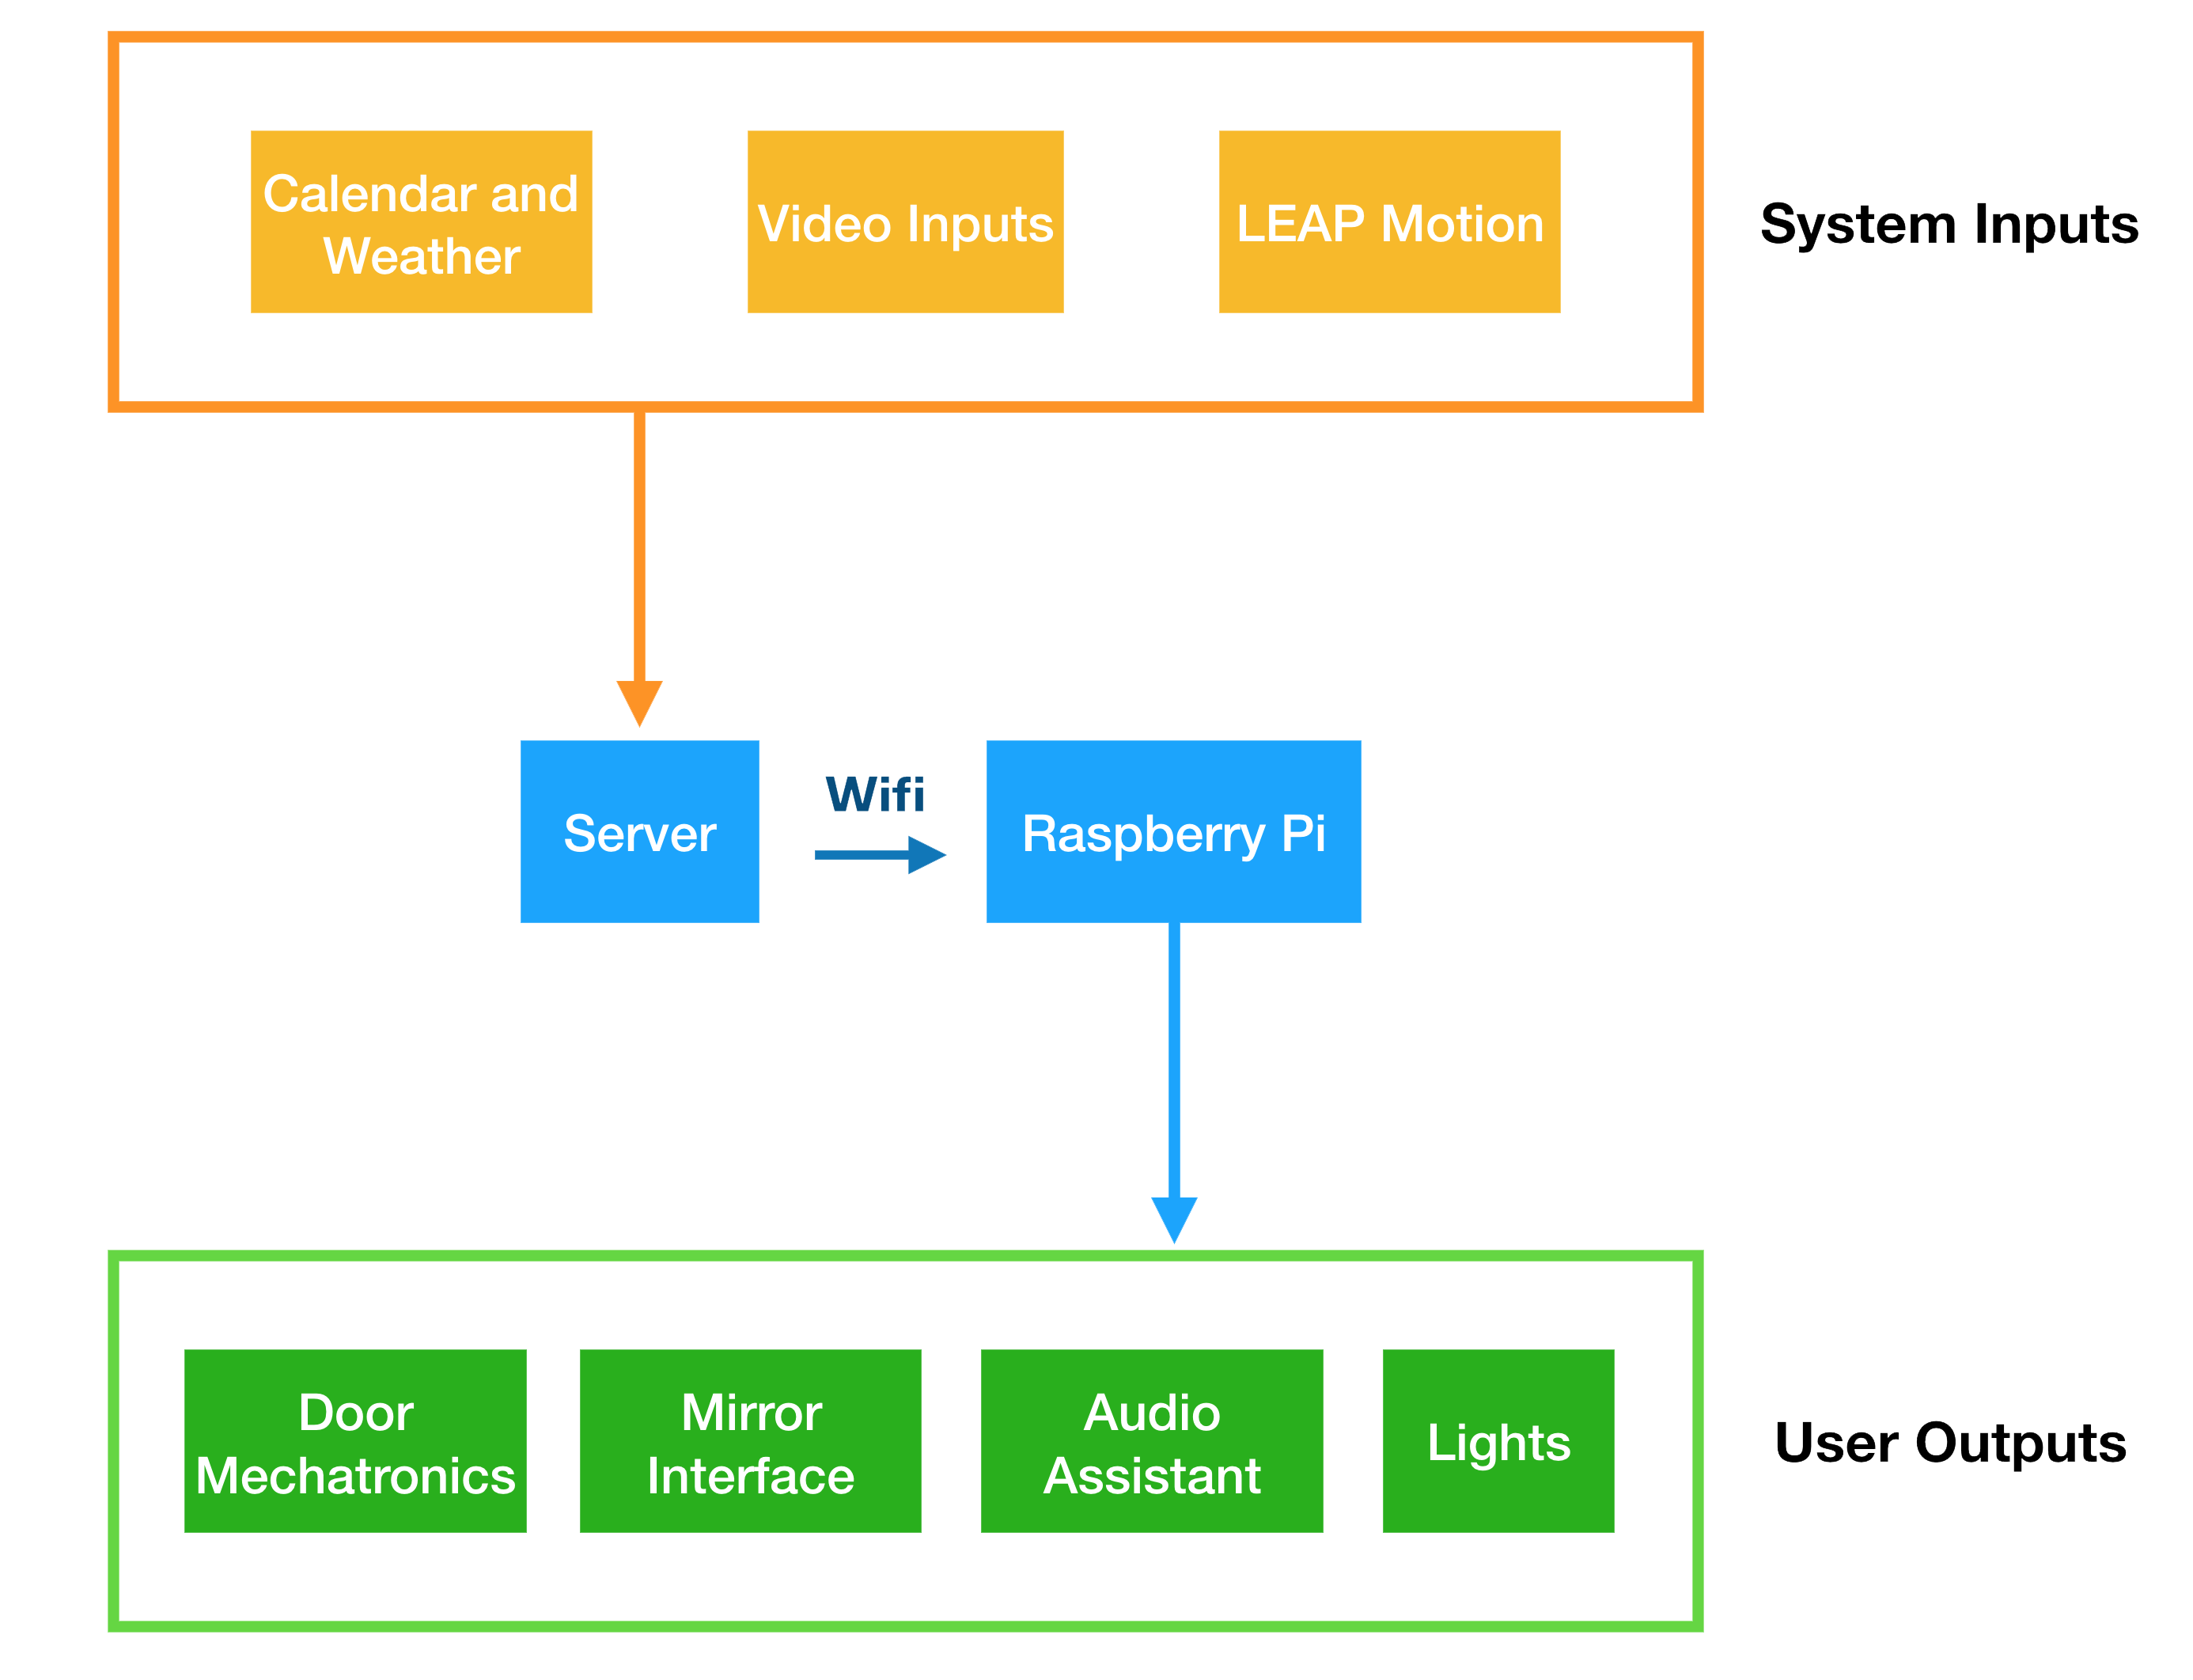 Calendar and
Weather
Video Inputs
LEAP Motion
System Inputs
Server
Wifi
Raspberry Pi
Door
Mechatronics
Mirror
Interface
Audio
Assistant
Lights
User Outputs